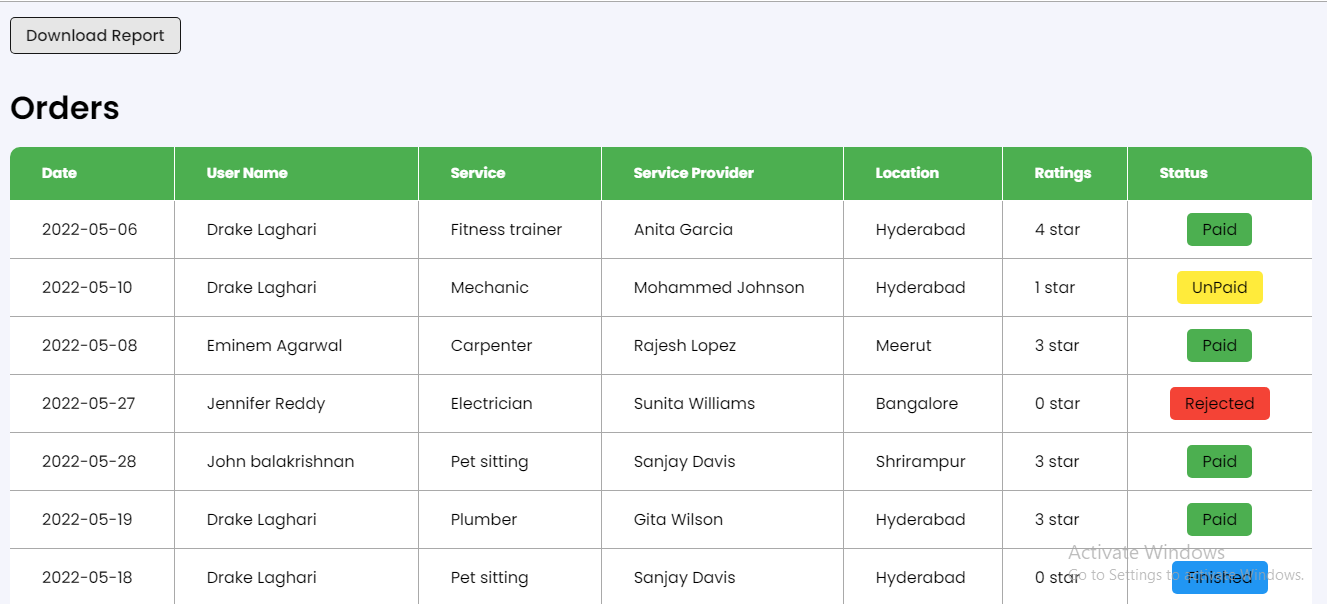 Download Report
Orders
Date User Name Service Service Provider Location Ratings Status
2022-05-06 Drake Laghari Fitness trainer Anita Garcia Hyderabad 4 star Paid
2022-05-10 Drake Laghari Mechanic Mohammed Johnson Hyderabad 1 star UnPaid
2022-05-08 Eminem Agarwal Carpenter Rajesh Lopez Meerut 3 star Paid
2022-05-27 Jennifer Reddy Electrician Sunita Williams Bangalore 0 star Rejected
2022-05-28 John balakrishnan Pet sitting Sanjay Davis Shrirampur 3 star Paid
2022-05-19 Drake Laghari Plumber Gita Wilson Hyderabad 3 star Paid
Activate Windows
2022-05-18 Drake Laghari Pet sitting Sanjay Davis Hyderabad 0 star Finished
Go to Settings to activate Windows.